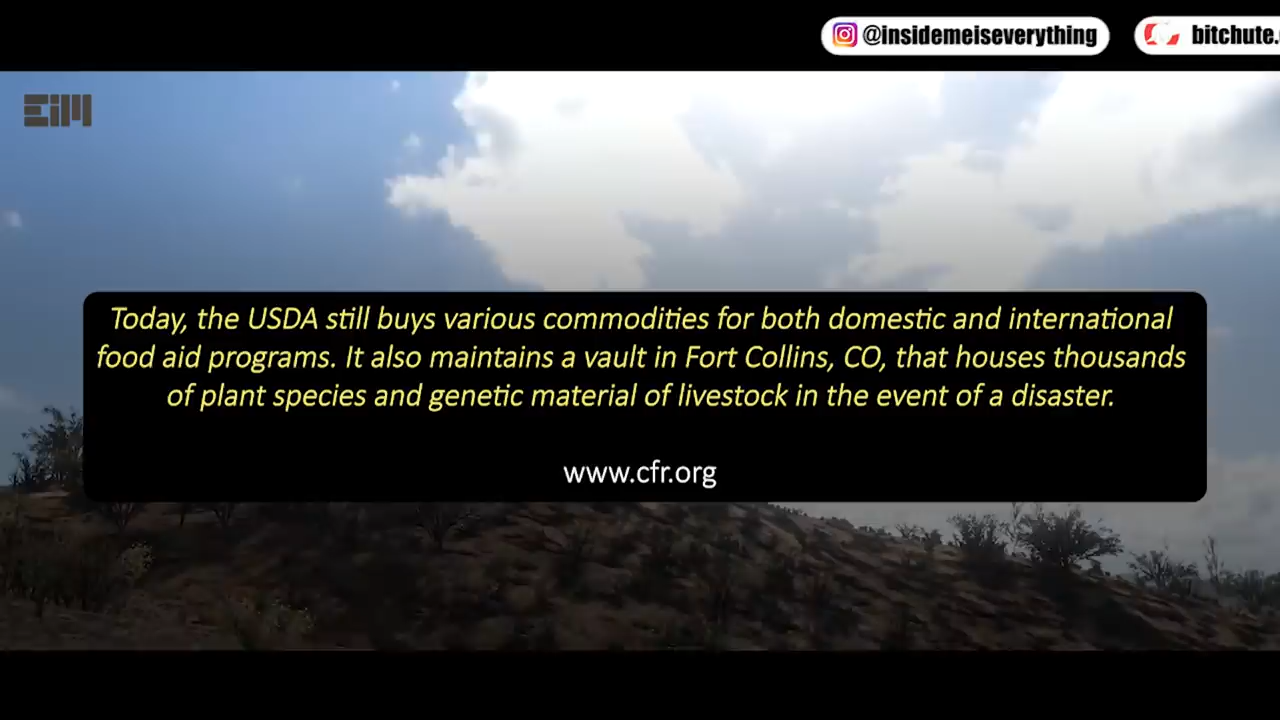 @insidemeiseverything
bitchute.
EiM
Today, the USDA still buys various commodities for both domestic and international
food aid programs. It also maintains a vault in Fort Collins, CO, that houses thousands
of plant species and genetic material of livestock in the event of a disaster.
www.cfr.org